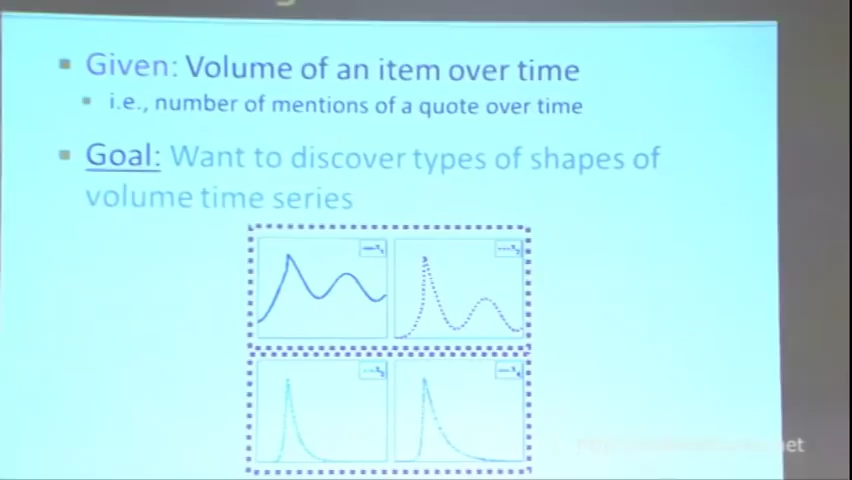 Given: Volume of an item over time
i.e., number of mentions of a quote over time
Goal: Want to discover types of shapes of
volume time series